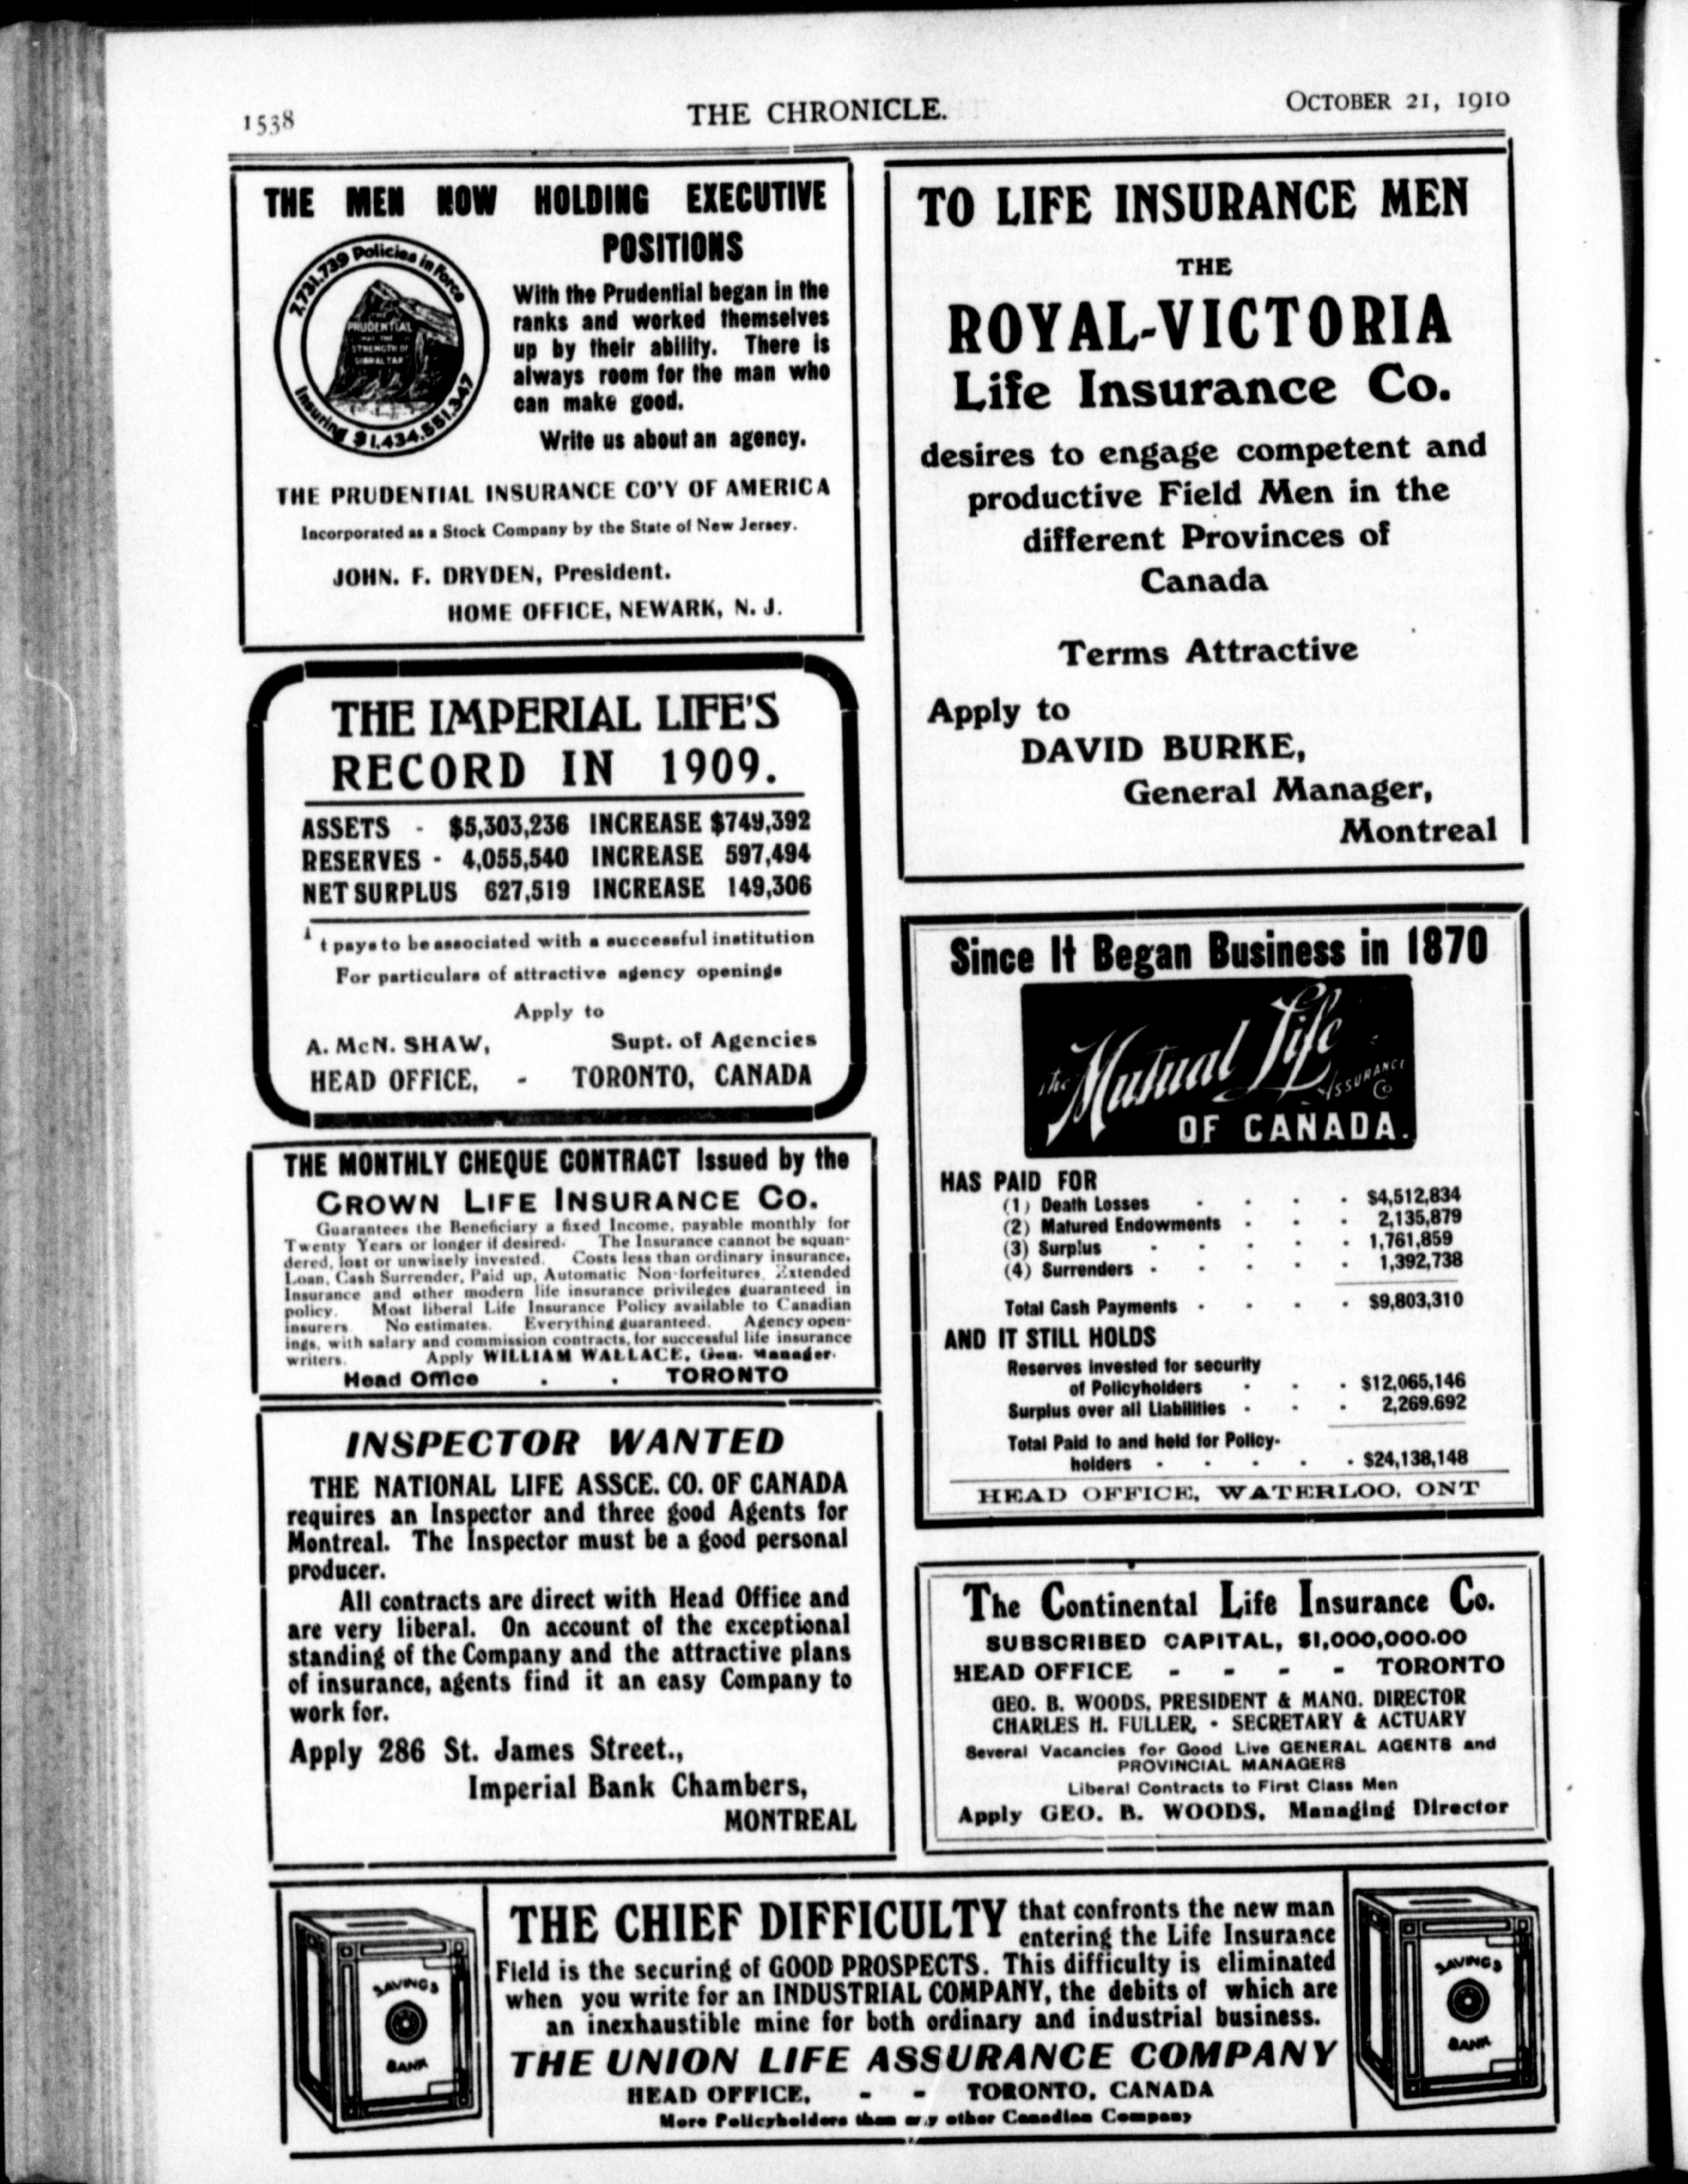 1538
THE CHRONICLE.
OCTOBER 21, 1910
THE MEN NOW HOLDING EXECUTIVE
POSITIONS
7,731,739 Policies in Force
PRUDENTIAL
HAS THE
STRENGTH OF
GIBRALTAR
Insuring $1,434,551,347
With the Prudential began in the
ranks and worked themselves
up by their ability. There is
always room for the man who
can make good.
Write us about an agency.
THE PRUDENTIAL INSURANCE CO'Y OF AMERICA
Incorporated as a Stock Company by the State of New Jersey.
JOHN. F. DRYDEN, President.
HOME OFFICE, NEWARK, N. J.
THE IMPERIAL LIFE'S
RECORD IN 1909.
ASSETS - $5,303,236 INCREASE $749,392
RESERVES - 4,055,540 INCREASE 597,494
NET SURPLUS 627,519 INCREASE 149,306
t pays to be associated with a successful institution
For particulars of attractive agency openings
Apply to
A. McN. SHAW, Supt. of Agencies
HEAD OFFICE, - TORONTO, CANADA
THE MONTHLY CHEQUE CONTRACT Issued by the
CROWN LIFE INSURANCE CO.
Guarantees the Beneficiary a fixed Income, payable monthly for
Twenty Years or longer if desired. The Insurance cannot be squan-
dered, lost or unwisely invested. Costs less than ordinary insurance.
Loan, Cash Surrender, Paid up, Automatic Non-forfeitures, Extended
Insurance and other modern life insurance privileges guaranteed in
policy. Most liberal Life Insurance Policy available to Canadian
insurers. No estimates. Everything guaranteed. Agency open-
ings, with salary and commission contracts, for successful life insurance
writers. Apply WILLIAM WALLACE, Gen. Manager.
Head Office . . TORONTO
INSPECTOR WANTED
THE NATIONAL LIFE ASSCE. CO. OF CANADA
requires an Inspector and three good Agents for
Montreal. The Inspector must be a good personal
producer.
All contracts are direct with Head Office and
are very liberal. On account of the exceptional
standing of the Company and the attractive plans
of insurance, agents find it an easy Company to
work for.
Apply 286 St. James Street.,
Imperial Bank Chambers,
MONTREAL
TO LIFE INSURANCE MEN
THE
ROYAL-VICTORIA
Life Insurance Co.
desires to engage competent and
productive Field Men in the
different Provinces of
Canada
Terms Attractive
Apply to
DAVID BURKE,
General Manager,
Montreal
Since It Began Business in 1870
The Mutual Life
ASSURANCE
Co
OF CANADA.
HAS PAID FOR
(1) Death Losses - - - - $4,512,834
(2) Matured Endowments - - - 2,135,879
(3) Surplus - - - - - 1,761,859
(4) Surrenders - - - - - 1,392,738
Total Cash Payments - - - - $9,803,310
AND IT STILL HOLDS
Reserves invested for security
of Policyholders - - - $12,065,146
Surplus over all Liabilities - - - 2,269.692
Total Paid to and held for Policy-
holders - - - - - $24,138,148
HEAD OFFICE, WATERLOO, ONT
The Continental Life Insurance Co.
SUBSCRIBED CAPITAL, $1,000,000.00
HEAD OFFICE - - - - TORONTO
GEO. B. WOODS, PRESIDENT & MANG. DIRECTOR
CHARLES H. FULLER, - SECRETARY & ACTUARY
Several Vacancies for Good Live GENERAL AGENTS and
PROVINCIAL MANAGERS
Liberal Contracts to First Class Men
Apply GEO. B. WOODS, Managing Director
SAVINGS
BANK
THE CHIEF DIFFICULTY that confronts the new man
entering the Life Insurance
Field is the securing of GOOD PROSPECTS. This difficulty is eliminated
when you write for an INDUSTRIAL COMPANY, the debits of which are
an inexhaustible mine for both ordinary and industrial business.
THE UNION LIFE ASSURANCE COMPANY
HEAD OFFICE, - - TORONTO, CANADA
More Policyholders than any other Canadian Company
SAVINGS
BANK